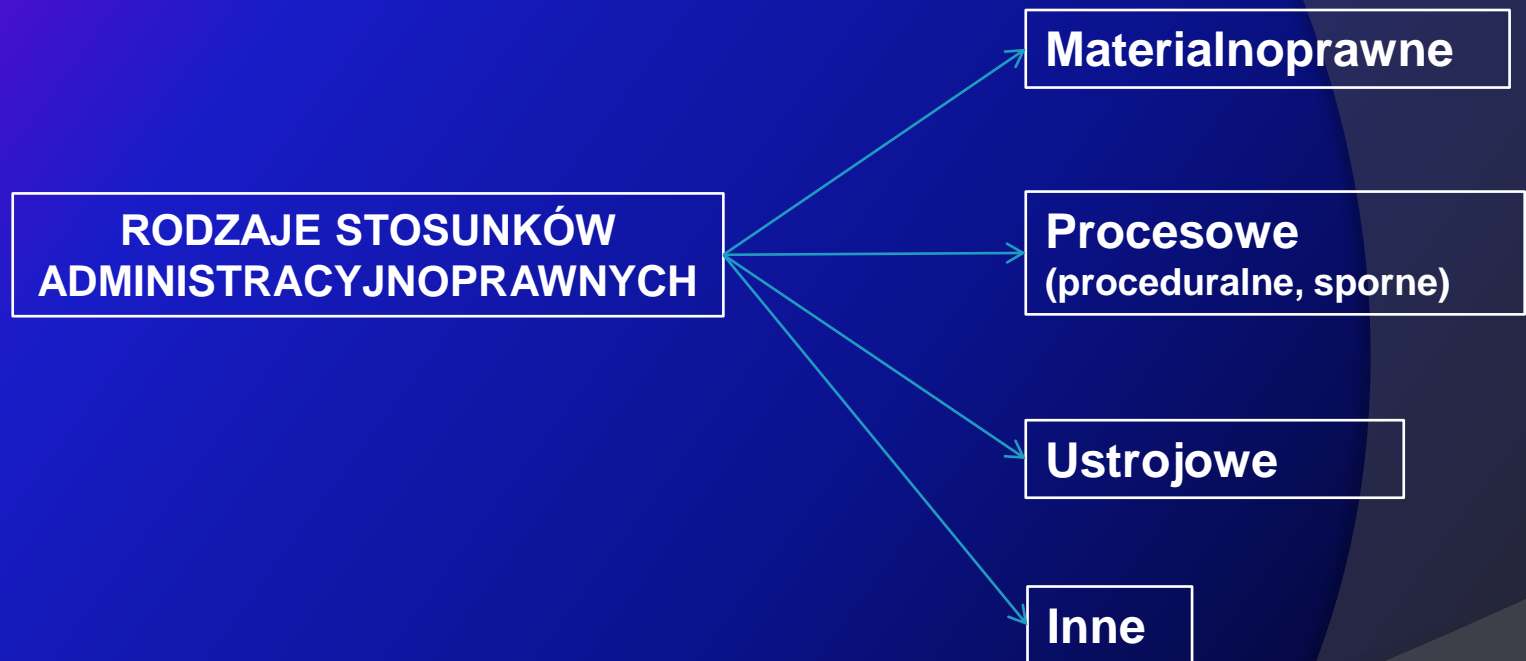 RODZAJE STOSUNKÓW
ADMINISTRACYJNOPRAWNYCH
Materialnoprawne
Procesowe
(proceduralne, sporne)
Ustrojowe
Inne